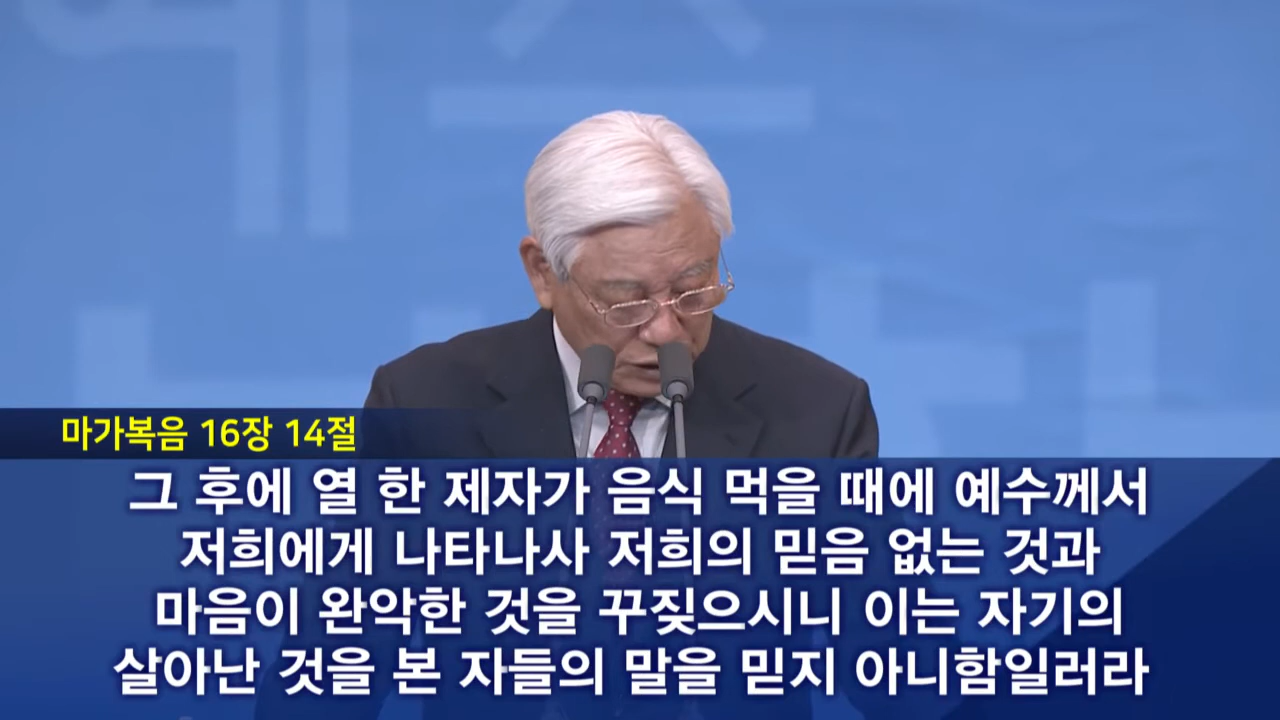 마가복음 16장 14절
그 후에 열 한 제자가 음식 먹을 때에 예수께서
저희에게 나타나사 저희의 믿음 없는 것과
마음이 완악한 것을 꾸짖으시니 이는 자기의
살아난 것을 본 자들의 말을 믿지 아니함일러라